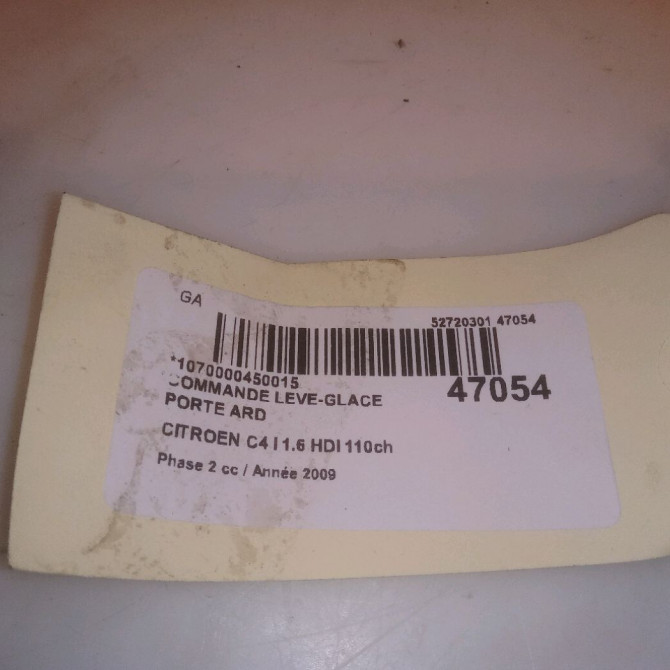 GA
52720301 47054
*1070000450015
COMMANDE LEVE-GLACE
47054
PORTE ARD
CITROEN C4 I 1.6 HDI 110ch
Phase 2 cc / Année 2009